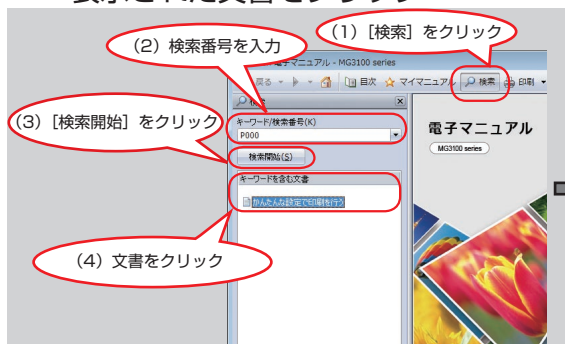 表示された文書をクリック
(1)[検索]をクリック
(2)検索番号を入力
電子マニュアル - MG3100 series
戻る
目次
マイマニュアル
検索
印刷
キーワード/検索番号(K)
P000
(3)[検索開始]をクリック
検索開始(S)
キーワードを含む文書
かんたんな設定で印刷を行う
(4)文書をクリック
電子マニュアル
MG3100 series